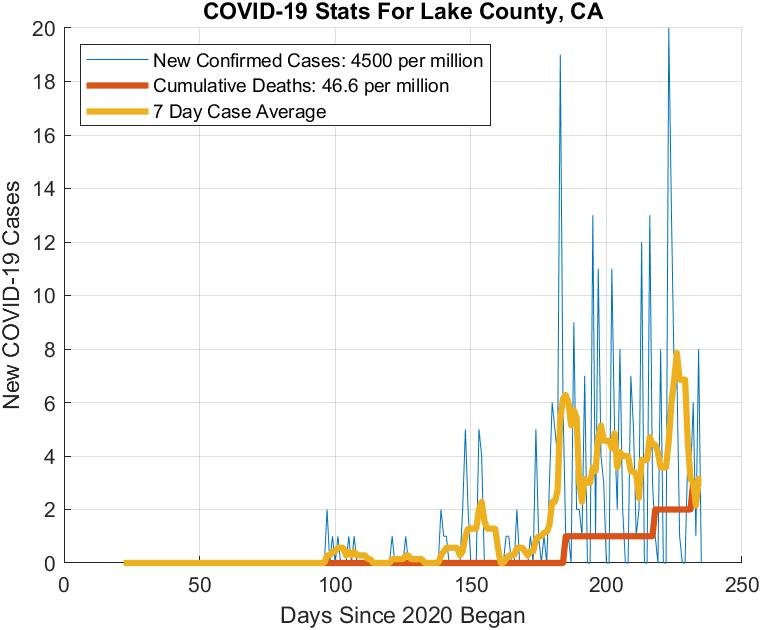 COVID-19 Stats For Lake County, CA
New Confirmed Cases: 4500 per million
Cumulative Deaths: 46.6 per million
7 Day Case Average
New COVID-19 Cases
20
18
16
14
12
10
8
6
4
2
0
0 50 100 150 200 250
Days Since 2020 Began